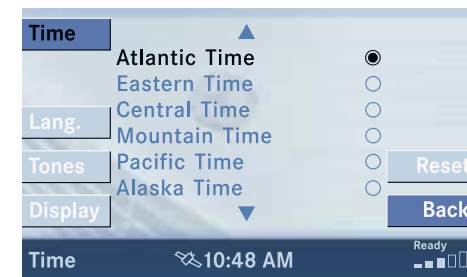 Time
Atlantic Time
Eastern Time
Central Time
Lang.
Mountain Time
Tones
Pacific Time
Reset
Alaska Time
Display
Back
Time
10:48 AM
Ready